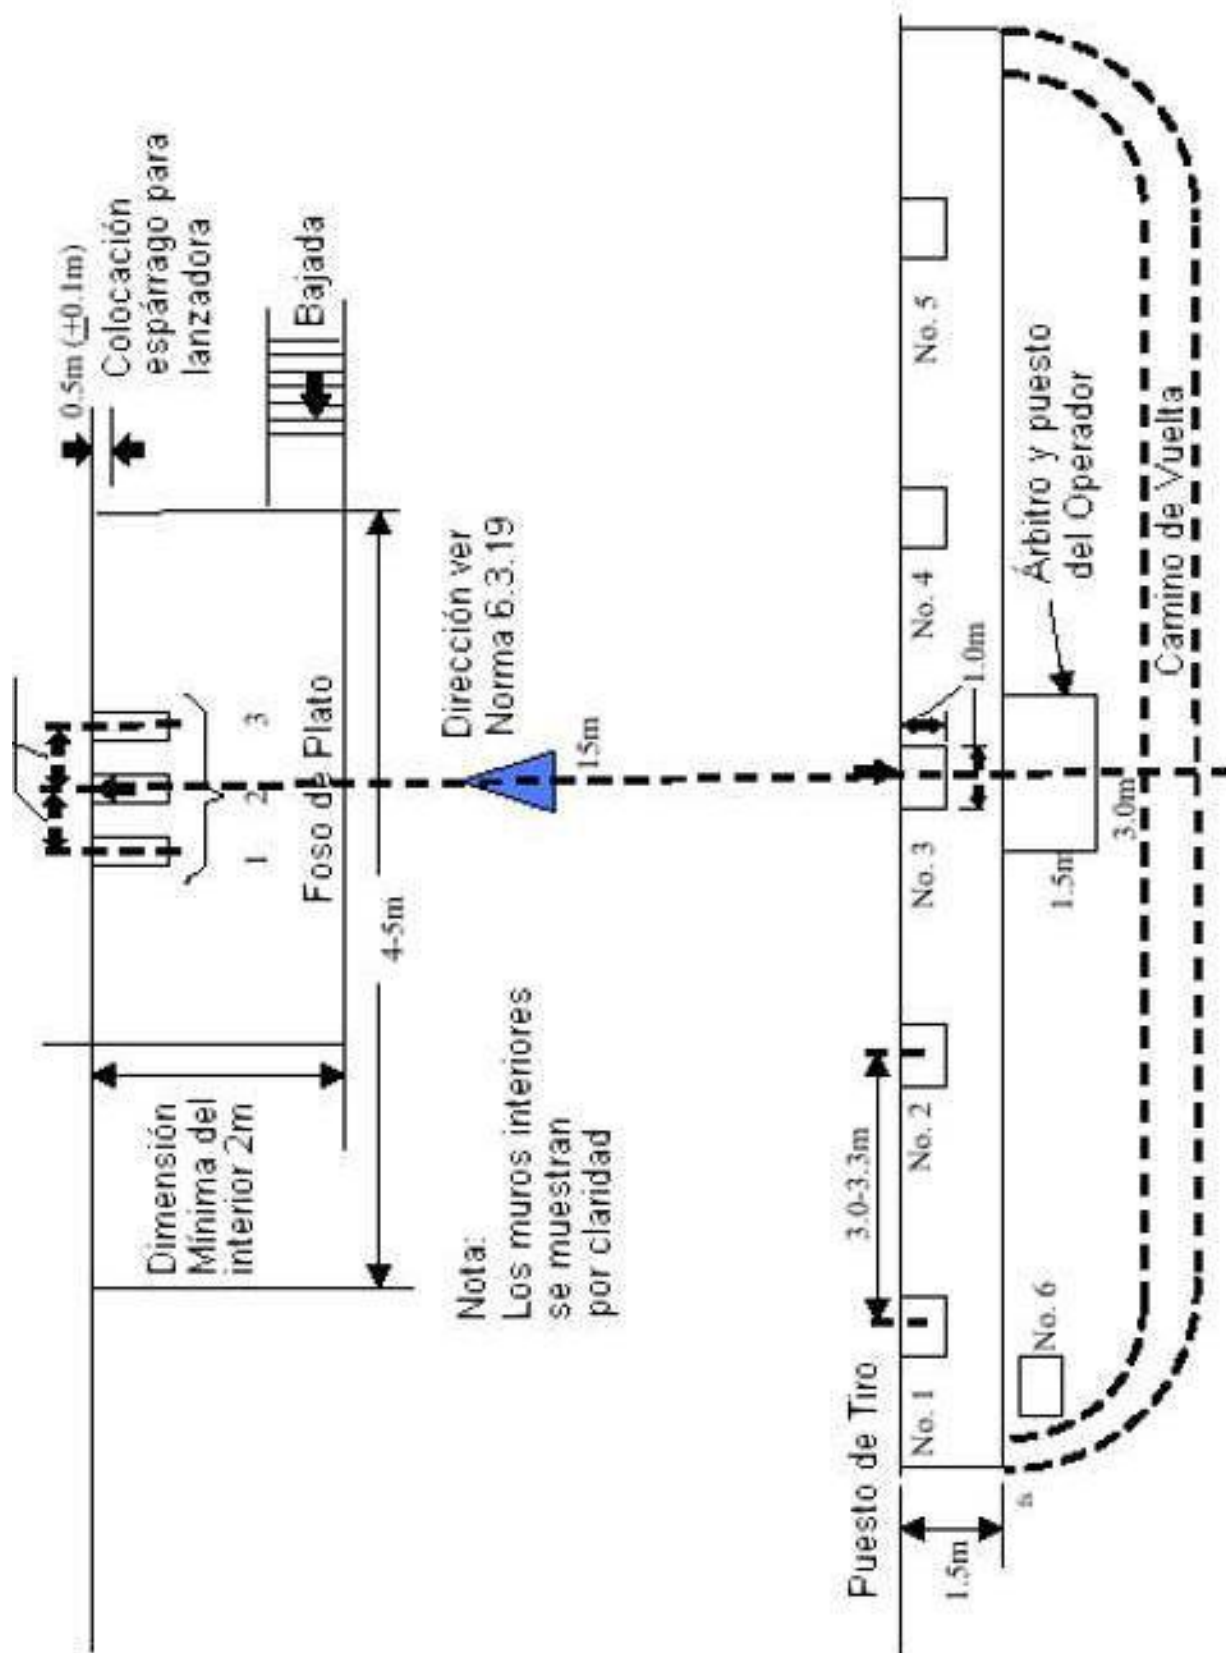 0.5m (±0.1m)
Colocación
espárrago para
lanzadora
Bajada
1
2
3
Foso de Plato
4-5m
Dimensión
Mínima del
interior 2m
Dirección ver
Norma 6.3.19
15m
Nota:
Los muros interiores
se muestran
por claridad
Puesto de Tiro
3.0-3.3m
1.0m
No. 1
No. 2
No. 3
No. 4
No. 5
No. 6
1.5m
1.5m
3.0m
Árbitro y puesto
del Operador
Camino de Vuelta